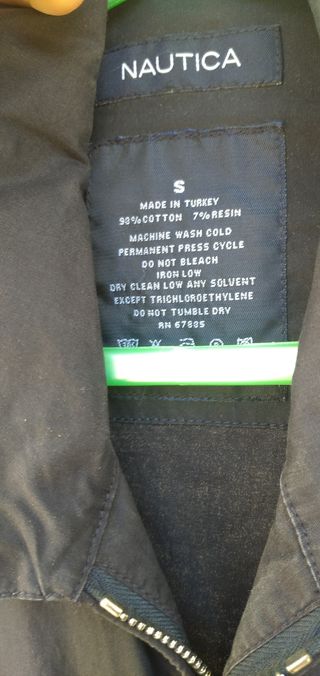 NAUTICA
S
MADE IN TURKEY
93%COTTON 7%RESIN
MACHINE WASH COLD
PERMANENT PRESS CYCLE
DO NOT BLEACH
IRON LOW
DRY CLEAN LOW ANY SOLVENT
EXCEPT TRICHLOROETHYLENE
DO NOT TUMBLE DRY
RN 67835